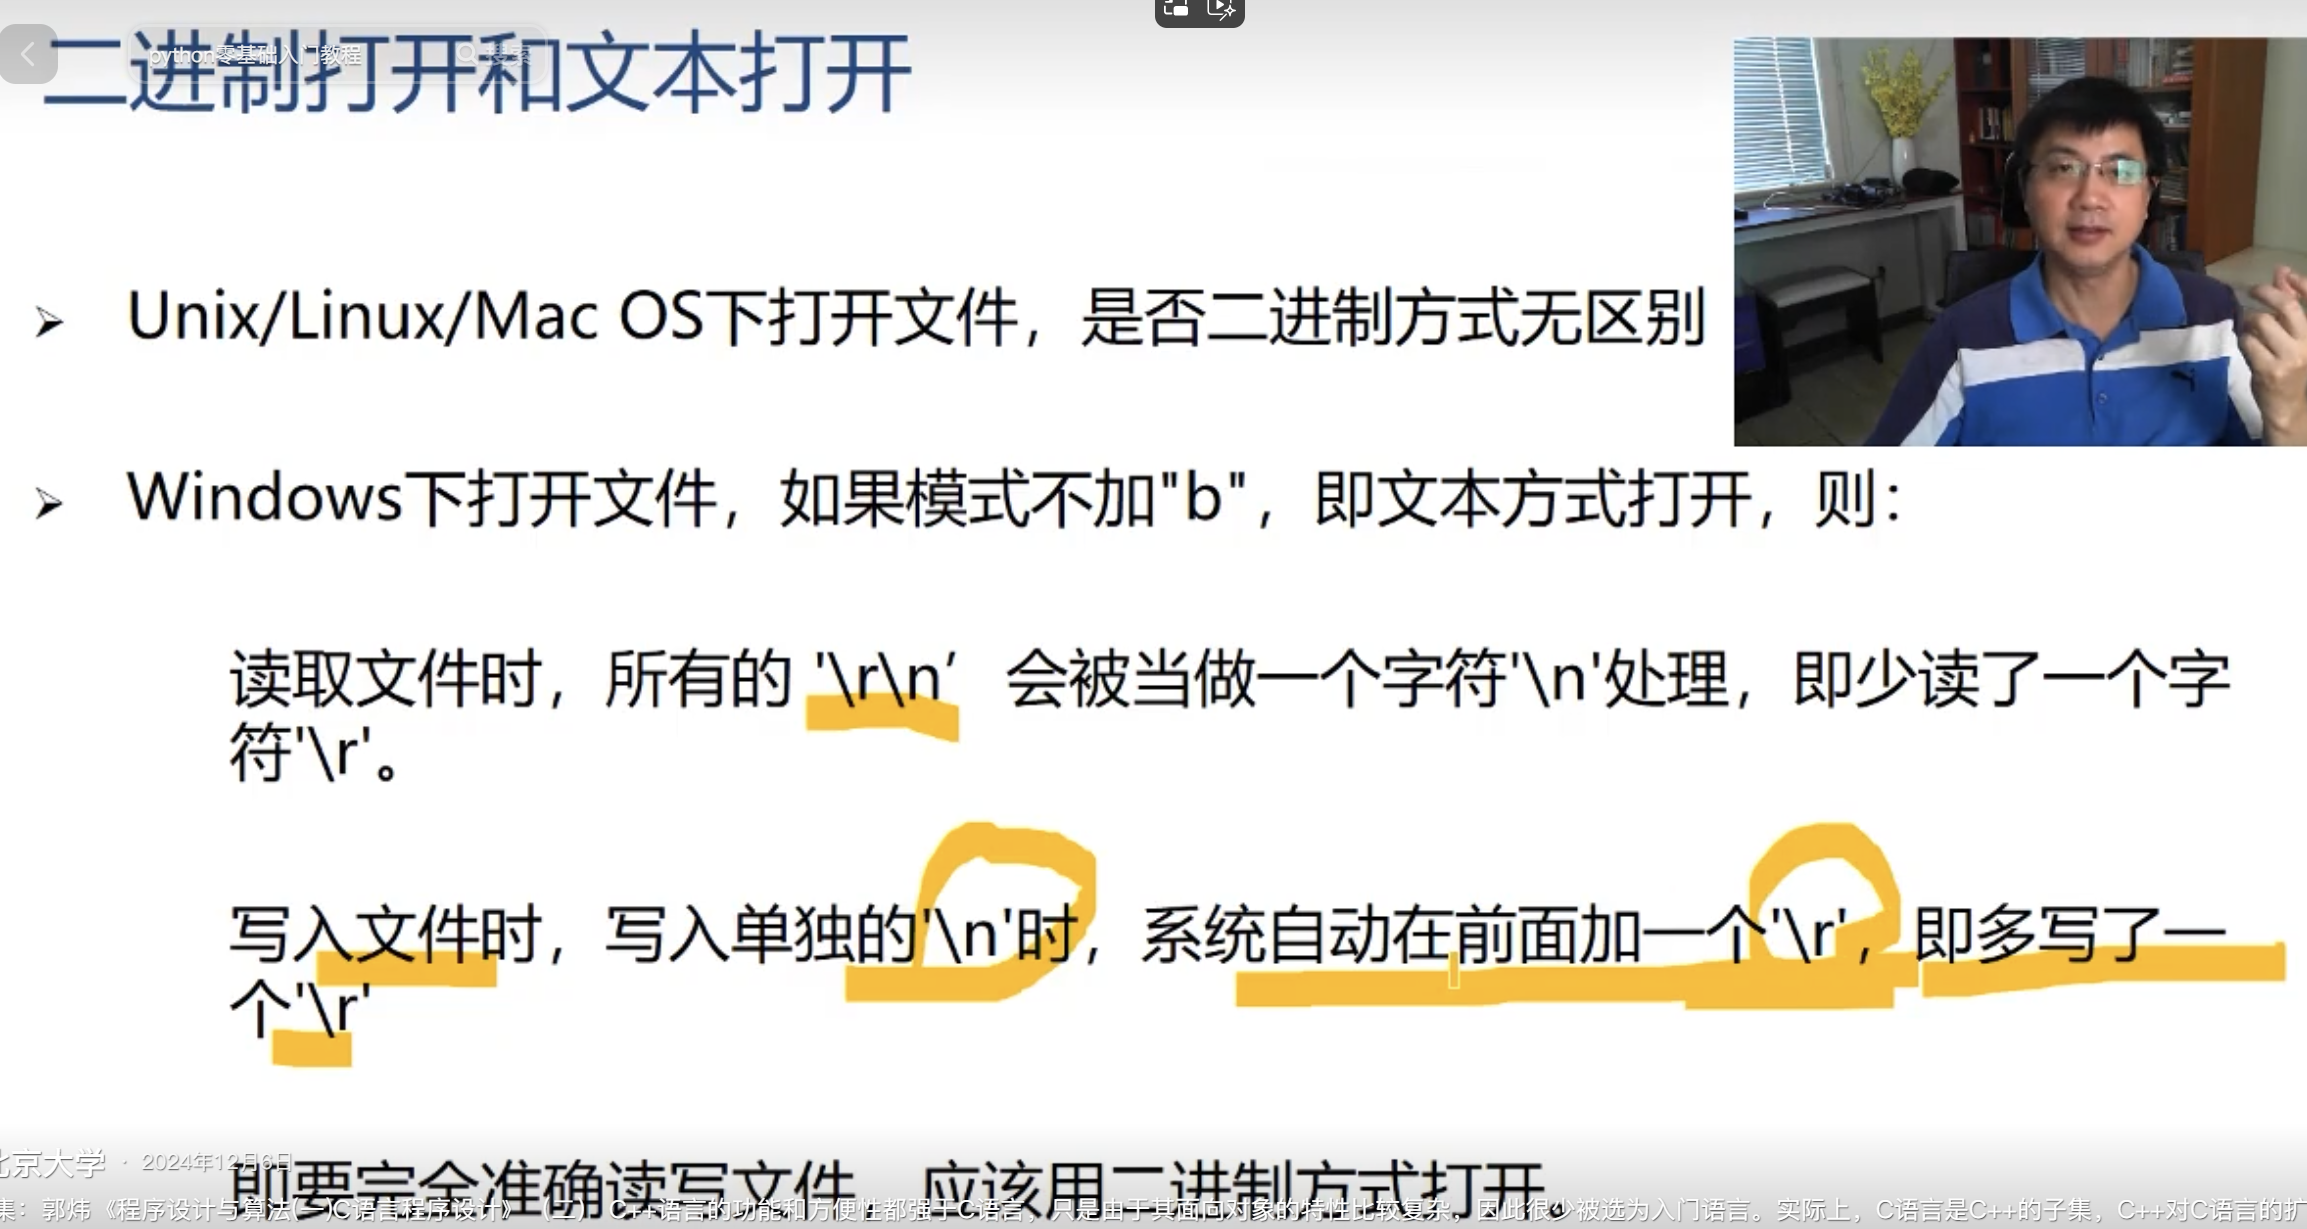 二进制打开和文本打开
python零基础入门教程
搜索
Unix/Linux/Mac OS下打开文件，是否二进制方式无区别
Windows下打开文件，如果模式不加"b"，即文本方式打开，则：
读取文件时，所有的 '\r\n’ 会被当做一个字符'\n'处理，即少读了一个字
符'\r'。
写入文件时，写入单独的'\n'时，系统自动在前面加一个'\r'，即多写了一
个'\r'
北京大学 · 2024年12月6日
即要完全准确读写文件，应该用二进制方式打开。
集：郭炜《程序设计与算法(一)C语言程序设计》（二） C++语言的功能和方便性都强于C语言，只是由于其面向对象的特性比较复杂，因此很少被选为入门语言。实际上，C语言是C++的子集，C++对C语言的扩